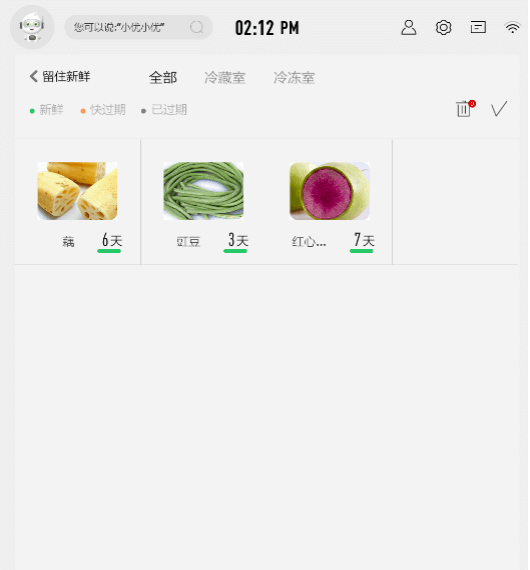 您可以说:"小优小优"
02:12 PM
留住新鲜
全部 冷藏室 冷冻室
新鲜 快过期 已过期
藕 6天
豇豆 3天
红心... 7天